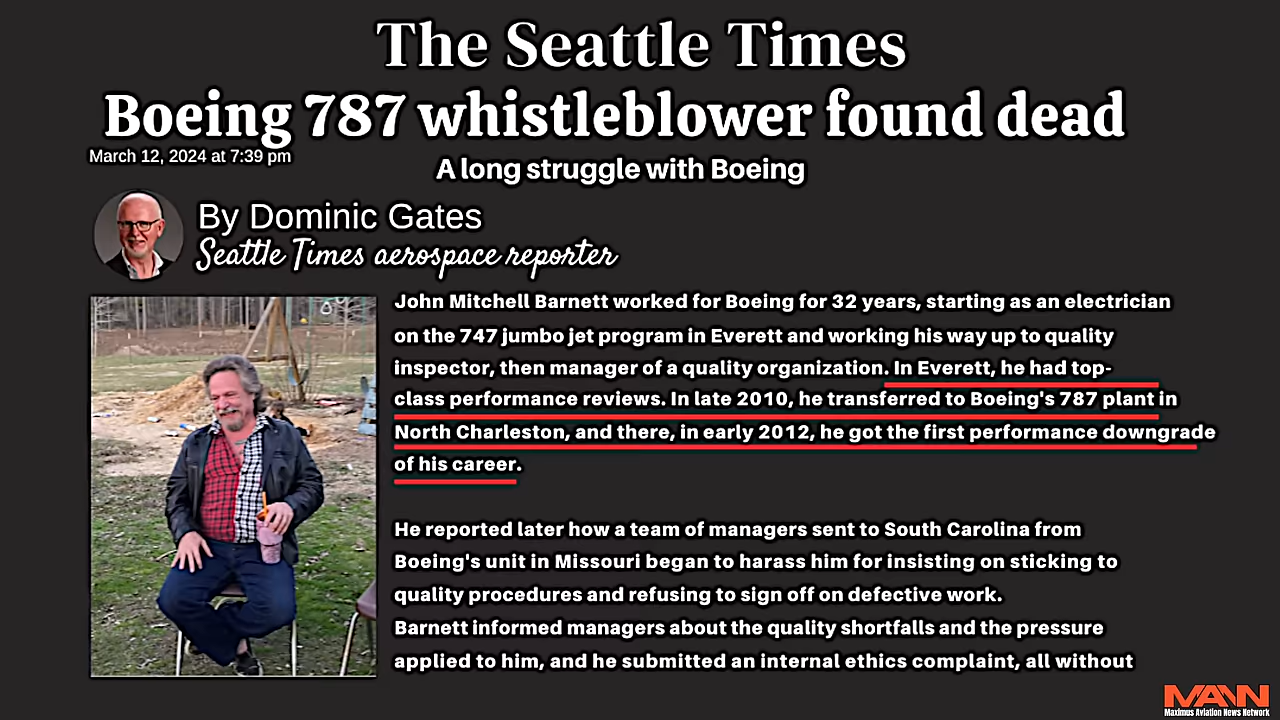 The Seattle Times
Boeing 787 whistleblower found dead
March 12, 2024 at 7:39 pm
A long struggle with Boeing
By Dominic Gates
Seattle Times aerospace reporter
John Mitchell Barnett worked for Boeing for 32 years, starting as an electrician
on the 747 jumbo jet program in Everett and working his way up to quality
inspector, then manager of a quality organization. In Everett, he had top-
class performance reviews. In late 2010, he transferred to Boeing's 787 plant in
North Charleston, and there, in early 2012, he got the first performance downgrade
of his career.
He reported later how a team of managers sent to South Carolina from
Boeing's unit in Missouri began to harass him for insisting on sticking to
quality procedures and refusing to sign off on defective work.
Barnett informed managers about the quality shortfalls and the pressure
applied to him, and he submitted an internal ethics complaint, all without
MANN
Maximus Aviation News Network